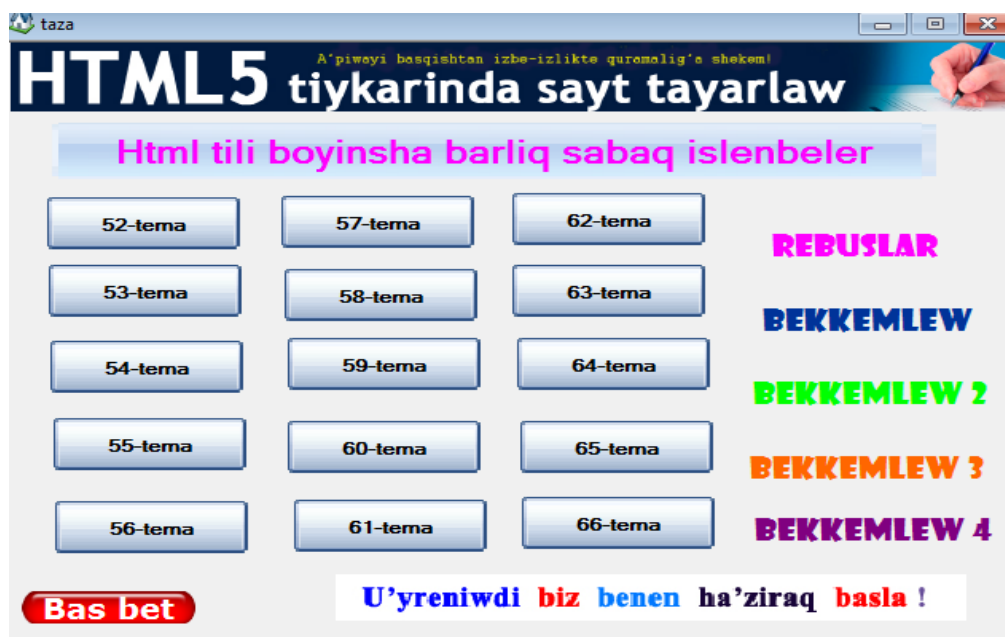 taza
A'piwayi basqishtan izbe-izlikte quramalig'a shekem!
HTML5 tiykarinda sayt tayarlaw
Html tili boyinsha barliq sabaq islenbeler
52-tema 57-tema 62-tema
REBUSLAR
53-tema 58-tema 63-tema
BEKKEMLEW
54-tema 59-tema 64-tema
BEKKEMLEW 2
55-tema 60-tema 65-tema
BEKKEMLEW 3
56-tema 61-tema 66-tema
BEKKEMLEW 4
Bas bet
U'yreniwdi biz benen ha'ziraq basla !